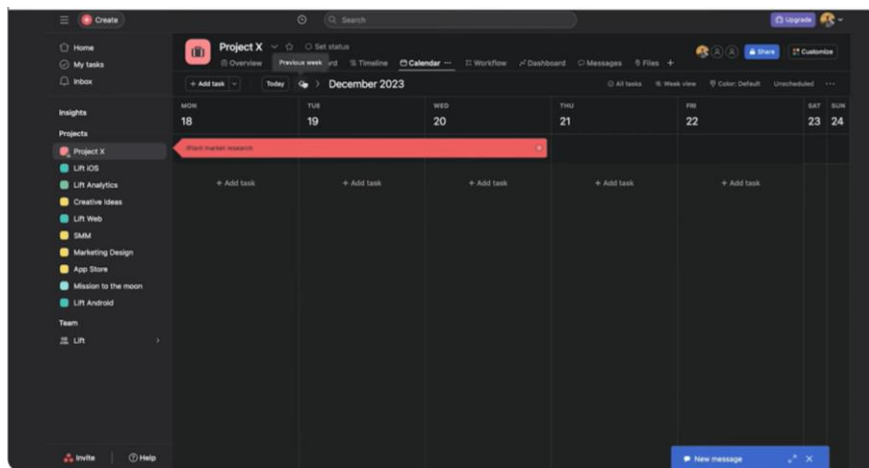 Create
Search
Upgrade
Home
My tasks
Inbox
Insights
Projects
Project X
Lift iOS
Lift Analytics
Creative Ideas
Lift Web
SMM
Marketing Design
App Store
Mission to the moon
Lift Android
Team
Lift
Invite
Help
Project X
Set status
Share
Customize
Overview
Previous week
Timeline
Calendar
Workflow
Dashboard
Messages
Files
+ Add task
Today
December 2023
All tasks
Week view
Color: Default
Unscheduled
MON TUE WED THU FRI SAT SUN
18 19 20 21 22 23 24
market research
+ Add task + Add task + Add task + Add task + Add task
New message